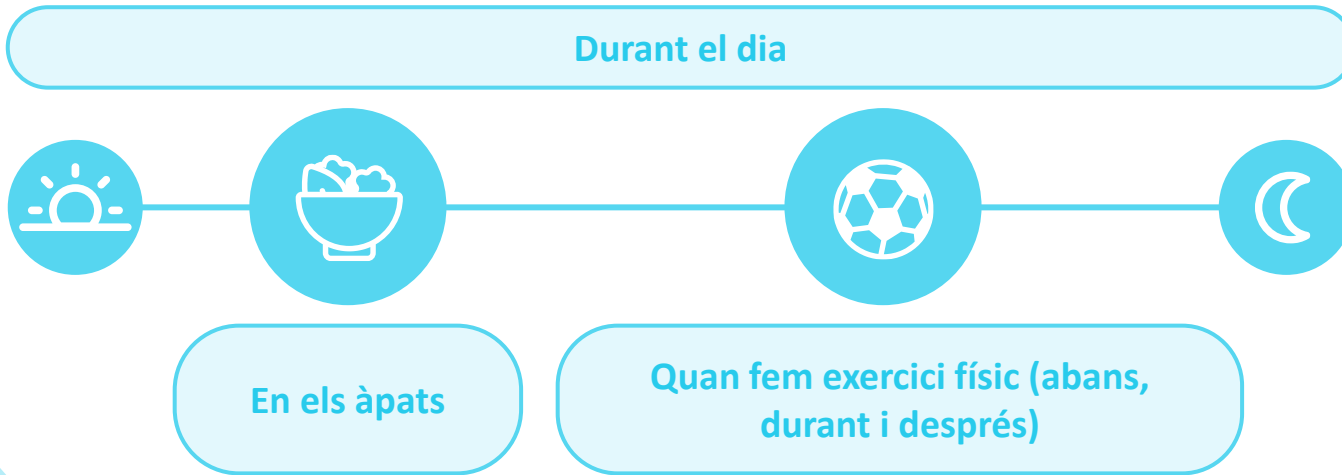 Durant el dia
En els àpats
Quan fem exercici físic (abans,
durant i després)